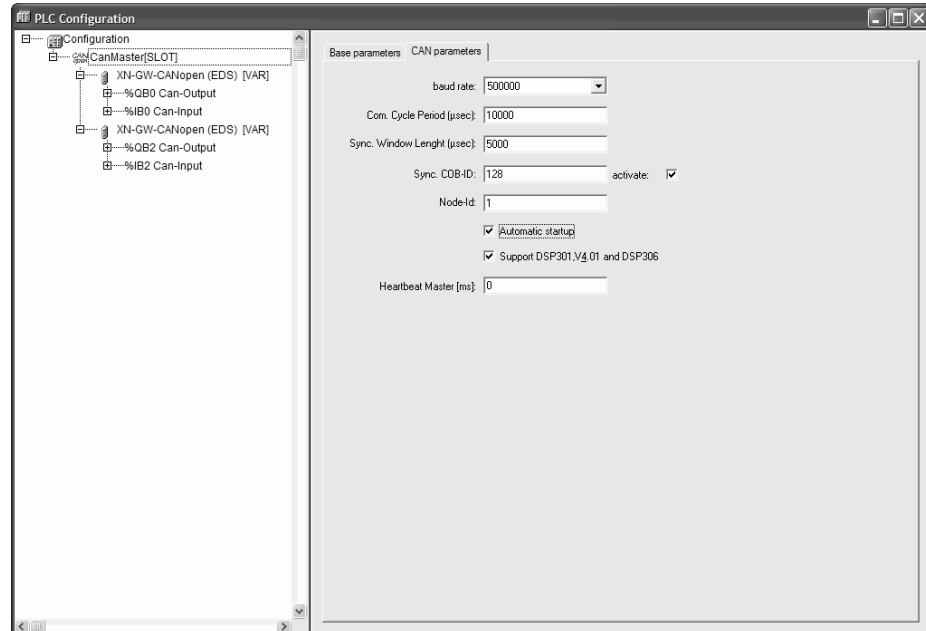 PLC Configuration
Configuration
CAN open CanMaster[SLOT]
XN-GW-CANopen (EDS) [VAR]
%QB0 Can-Output
%IB0 Can-Input
XN-GW-CANopen (EDS) [VAR]
%QB2 Can-Output
%IB2 Can-Input
Base parameters CAN parameters
baud rate: 500000
Com. Cycle Period (µsec): 10000
Sync. Window Lenght (µsec): 5000
Sync. COB-ID: 128 activate:
Node-Id: 1
Automatic startup
Support DSP301,V4.01 and DSP306
Heartbeat Master [ms]: 0